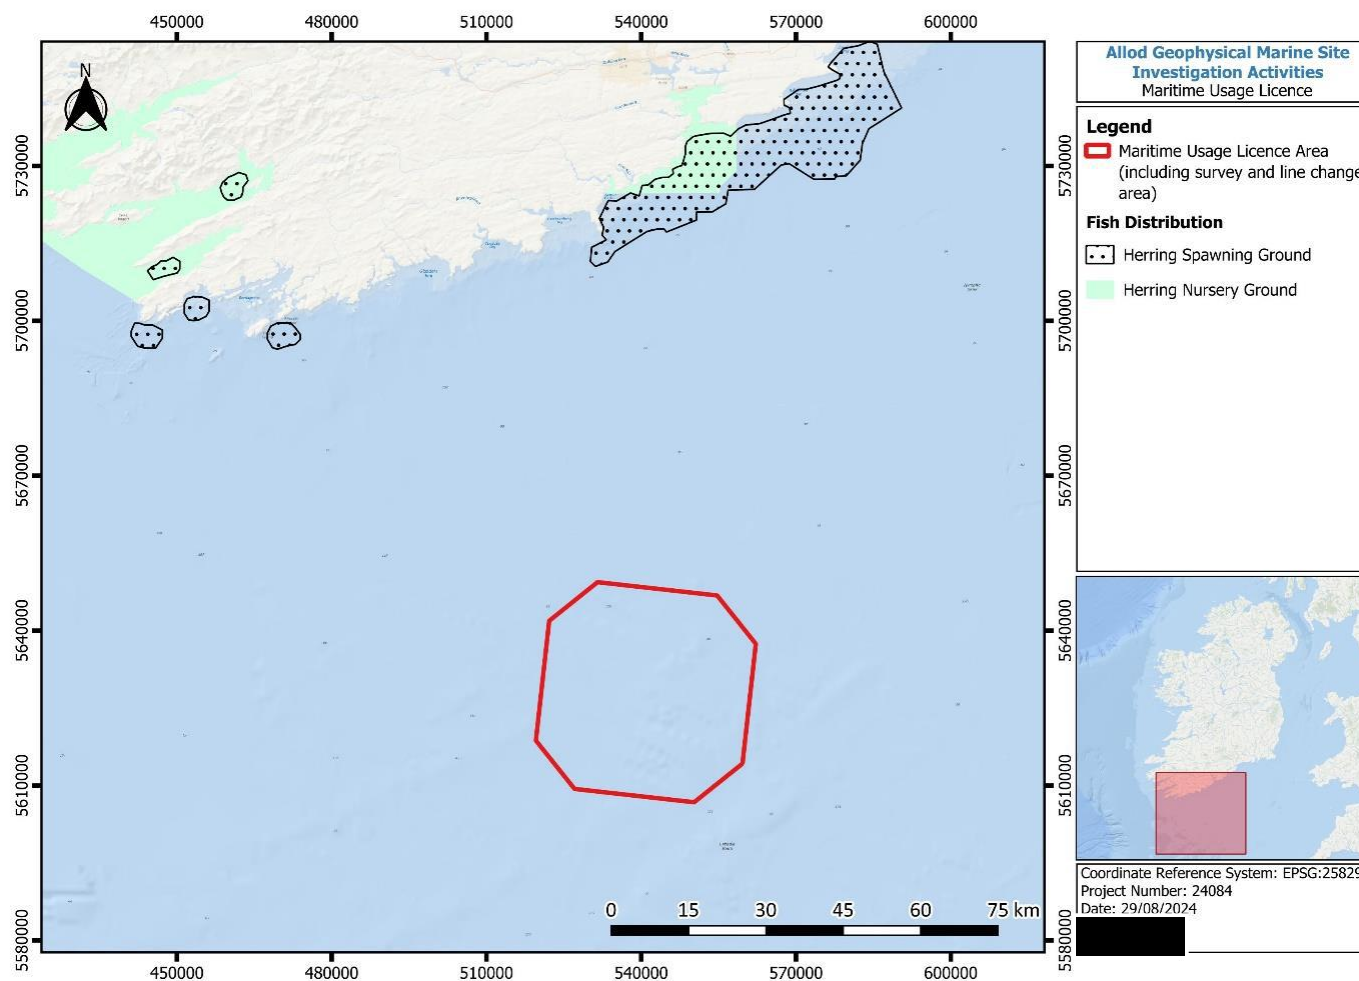 450000 480000 510000 540000 570000 600000
N
5730000
5700000
5670000
5640000
5610000
5580000
5730000
5700000
5670000
5640000
5610000
5580000
0 15 30 45 60 75 km
450000 480000 510000 540000 570000 600000
Allod Geophysical Marine Site
Investigation Activities
Maritime Usage Licence
Legend
Maritime Usage Licence Area
(including survey and line change
area)
Fish Distribution
Herring Spawning Ground
Herring Nursery Ground
Coordinate Reference System: EPSG:25829
Project Number: 24084
Date: 29/08/2024